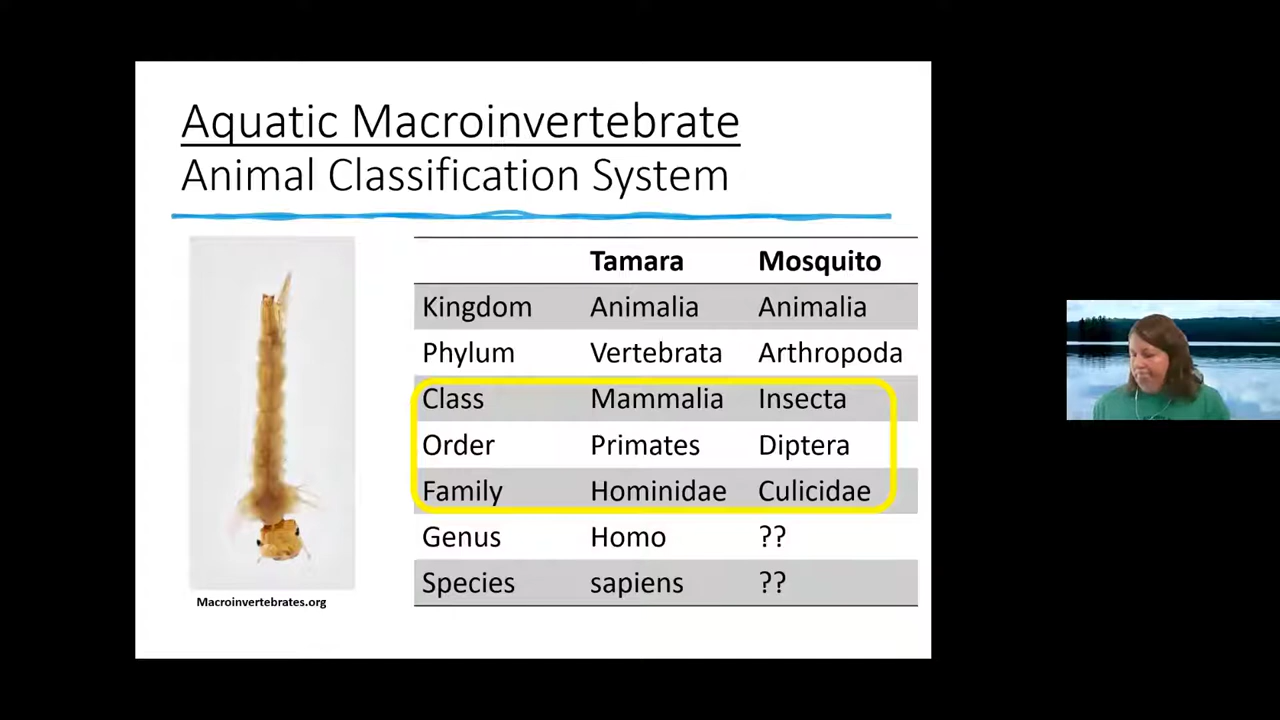 Aquatic Macroinvertebrate
Animal Classification System
Tamara Mosquito
Kingdom Animalia Animalia
Phylum Vertebrata Arthropoda
Class Mammalia Insecta
Order Primates Diptera
Family Hominidae Culicidae
Genus Homo ??
Species sapiens ??
Macroinvertebrates.org